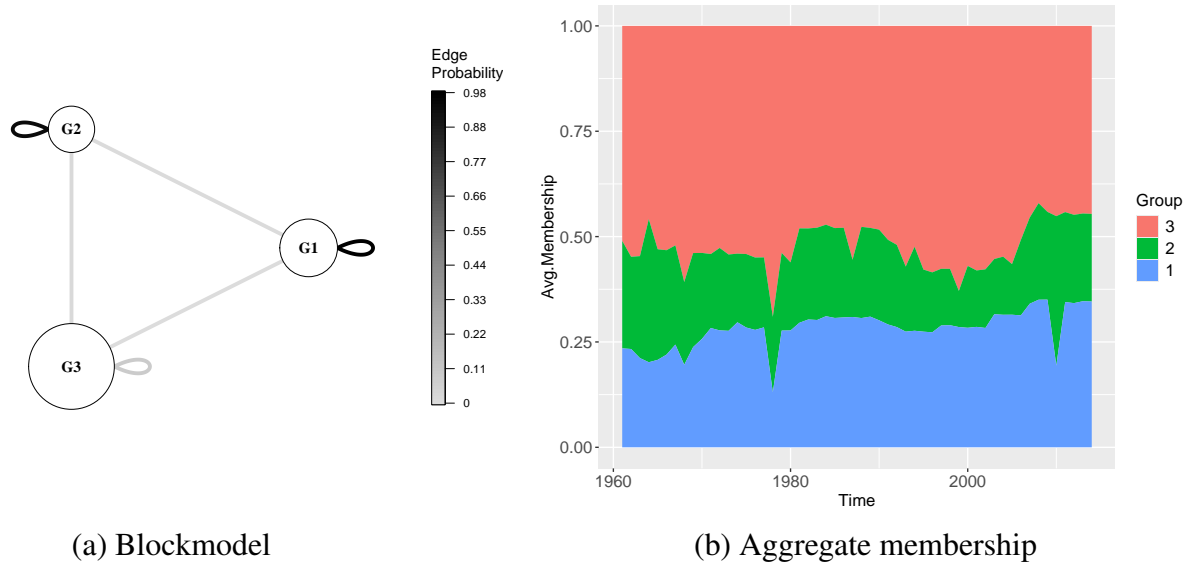 G2
G1
G3
Edge
Probability
0.98
0.88
0.77
0.66
0.55
0.44
0.33
0.22
0.11
0
(a) Blockmodel
1.00
0.75
0.50
0.25
0.00
Avg.Membership
1960
1980
2000
Time
Group
3
2
1
(b) Aggregate membership